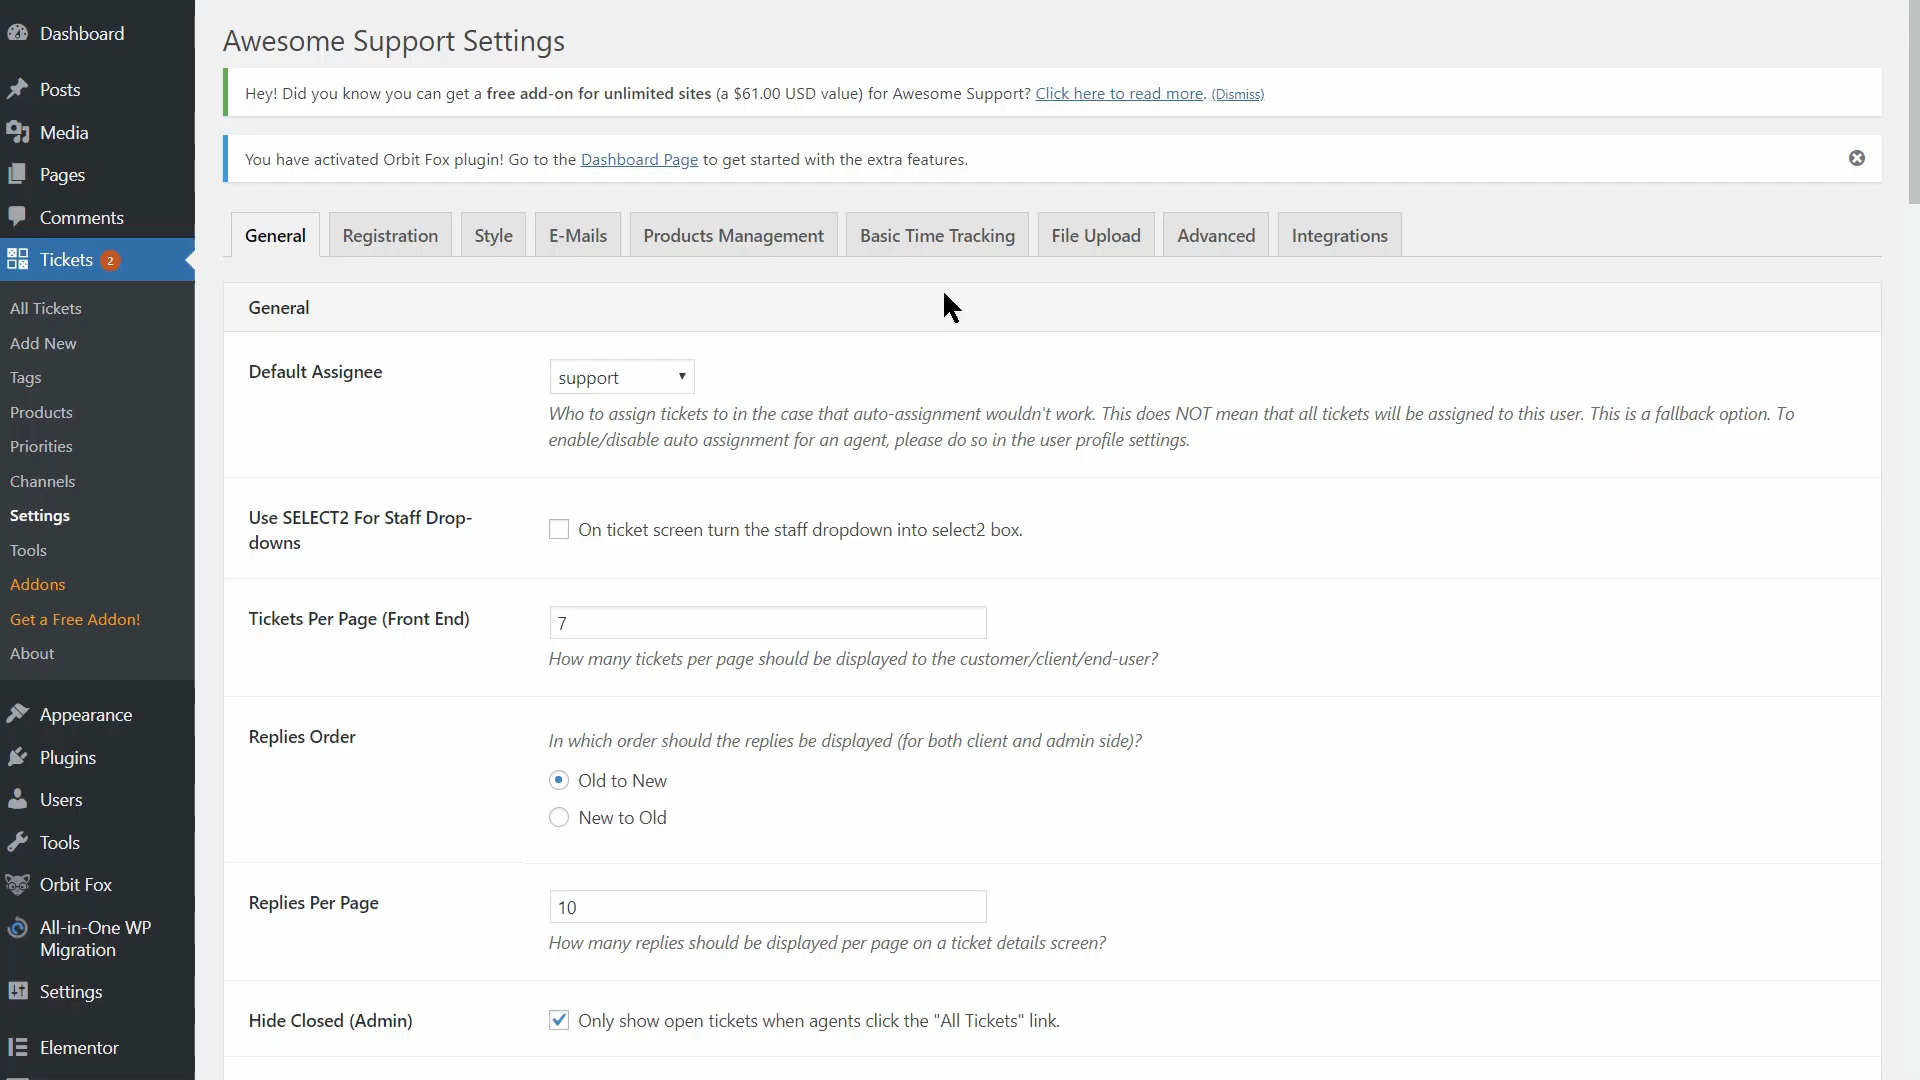 Dashboard
Posts
Media
Pages
Comments
Tickets 2
All Tickets
Add New
Tags
Products
Priorities
Channels
Settings
Tools
Addons
Get a Free Addon!
About
Appearance
Plugins
Users
Tools
Orbit Fox
All-in-One WP
Migration
Settings
Elementor
Awesome Support Settings
Hey! Did you know you can get a free add-on for unlimited sites (a $61.00 USD value) for Awesome Support? Click here to read more. (Dismiss)
You have activated Orbit Fox plugin! Go to the Dashboard Page to get started with the extra features.
General Registration Style E-Mails Products Management Basic Time Tracking File Upload Advanced Integrations
General
Default Assignee
support
Who to assign tickets to in the case that auto-assignment wouldn't work. This does NOT mean that all tickets will be assigned to this user. This is a fallback option. To
enable/disable auto assignment for an agent, please do so in the user profile settings.
Use SELECT2 For Staff Drop-
downs
On ticket screen turn the staff dropdown into select2 box.
Tickets Per Page (Front End)
7
How many tickets per page should be displayed to the customer/client/end-user?
Replies Order
In which order should the replies be displayed (for both client and admin side)?
Old to New
New to Old
Replies Per Page
10
How many replies should be displayed per page on a ticket details screen?
Hide Closed (Admin)
Only show open tickets when agents click the "All Tickets" link.